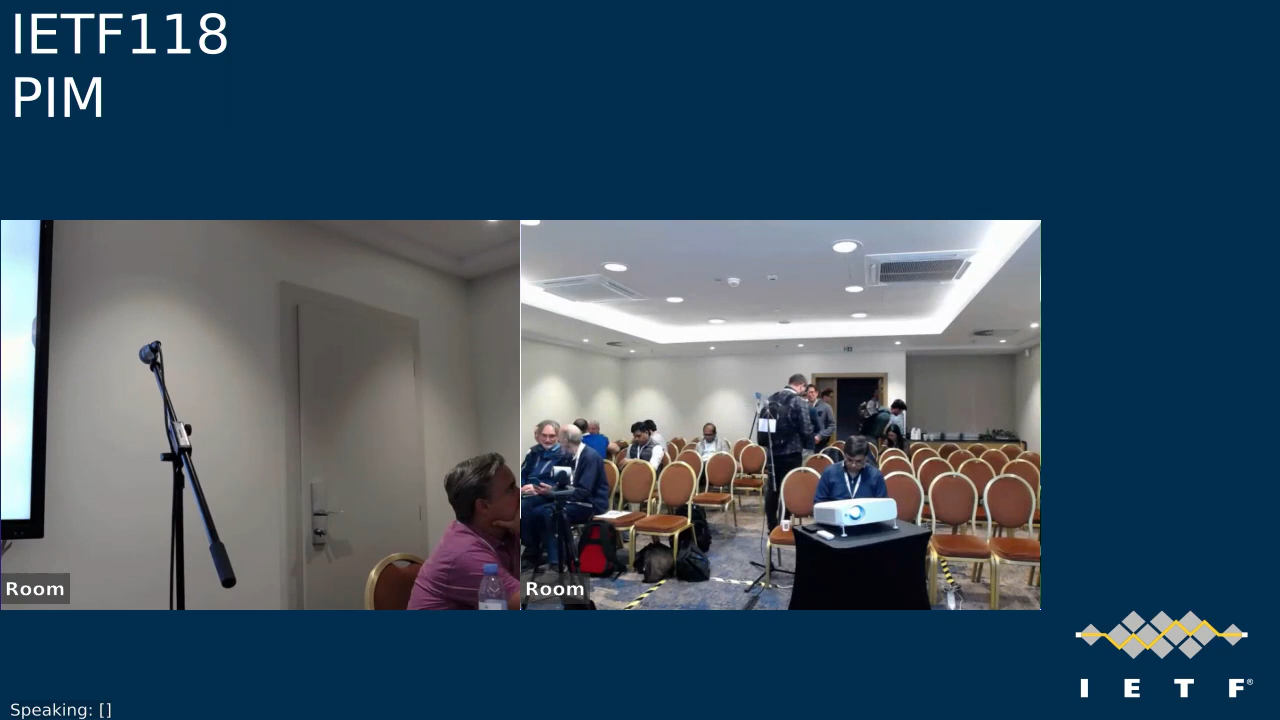 IETF118
PIM
Room
Room
I E T F®
Speaking: []